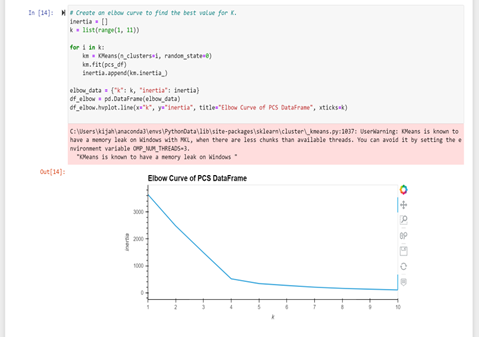 In [14]:
# Create an elbow curve to find the best value for K.
inertia = []
k = list(range(1, 11))
for i in k:
km = KMeans(n_clusters=i, random_state=0)
km.fit(pcs_df)
inertia.append(km.inertia_)
elbow_data = {"k": k, "inertia": inertia}
df_elbow = pd.DataFrame(elbow_data)
df_elbow.hvplot.line(x="k", y="inertia", title="Elbow Curve of PCS DataFrame", xticks=k)
C:\Users\kijah\anaconda3\envs\PythonData\lib\site-packages\sklearn\cluster\_kmeans.py:1037: UserWarning: KMeans is known to
have a memory leak on Windows with MKL, when there are less chunks than available threads. You can avoid it by setting the e
nvironment variable OMP_NUM_THREADS=3.
"KMeans is known to have a memory leak on Windows "
Out[14]:
Elbow Curve of PCS DataFrame
3000
2000
1000
0
inertia
1 2 3 4 5 6 7 8 9 10
k